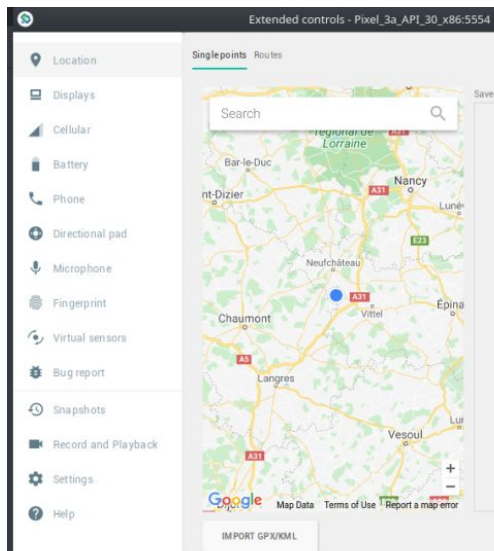 Extended controls - Pixel_3a_API_30_x86:5554
Location
Displays
Cellular
Battery
Phone
Directional pad
Microphone
Fingerprint
Virtual sensors
Bug report
Snapshots
Record and Playback
Settings
Help
Single points Routes
Save
Search
régional de
Lorraine
A31
Bar-le-Duc
Nancy
A31
nt-Dizier
Luné
E23
Neufchâteau
A31
Épina
Chaumont
Vittel
A5
Langres
Lur
Vesoul
A31
+
−
Google
Map Data Terms of Use Report a map error
IMPORT GPX/KML